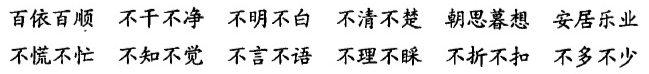 百依百顺 不干不净 不明不白 不清不楚 朝思暮想 安居乐业
不慌不忙 不知不觉 不言不语 不理不睬 不折不扣 不多不少